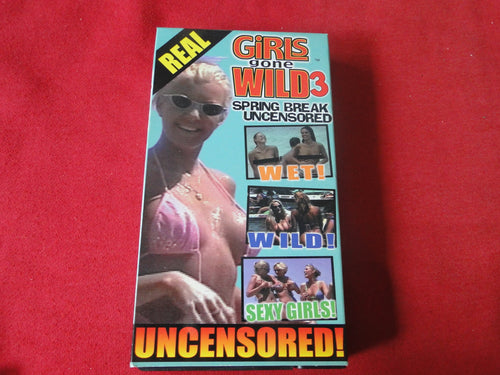 REAL
GiRLS
gone
WILD3
SPRING BREAK
UNCENSORED
WET!
WILD!
SEXY GIRLS!
UNCENSORED!